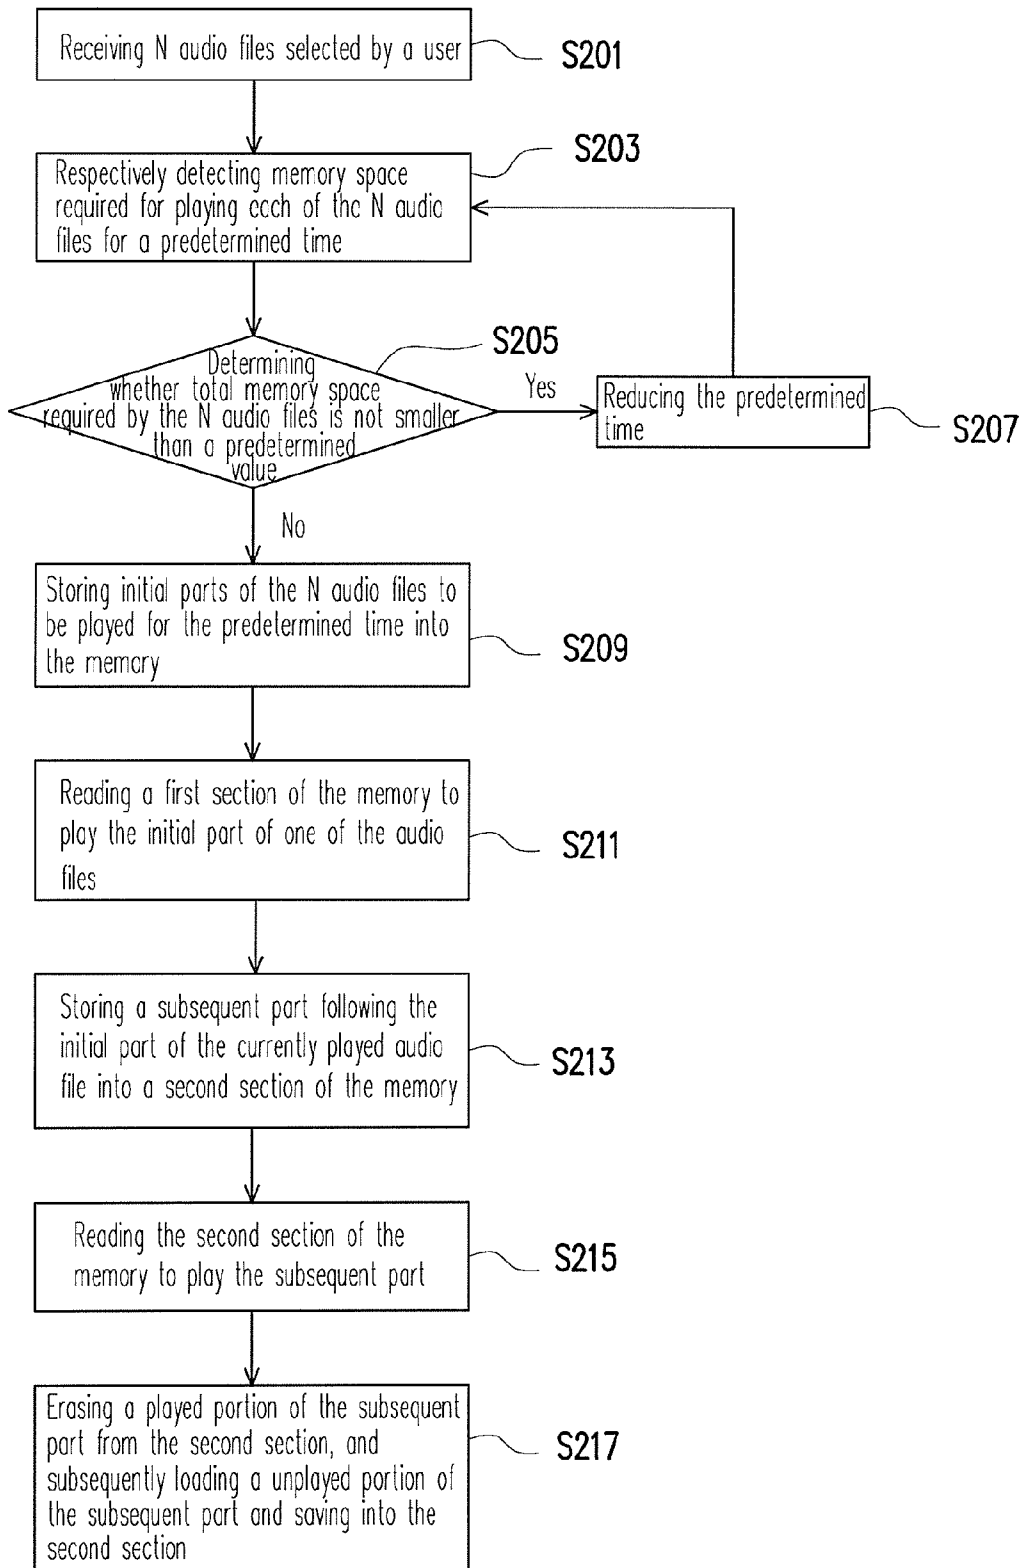 Receiving N audio files selected by a user
S201
S203
Respectively detecting memory space
required for playing each of the N audio
files for a predetermined time
S205
Determining
whether total memory space
required by the N audio files is not smaller
than a predetermined
value
Yes
Reducing the predetermined
time
S207
No
Storing initial parts of the N audio files to
be played for the predetermined time into
the memory
S209
Reading a first section of the memory to
play the initial part of one of the audio
files
S211
Storing a subsequent part following the
initial part of the currently played audio
file into a second section of the memory
S213
Reading the second section of the
memory to play the subsequent part
S215
Erasing a played portion of the subsequent
part from the second section, and
subsequently loading a unplayed portion of
the subsequent part and saving into the
second section
S217